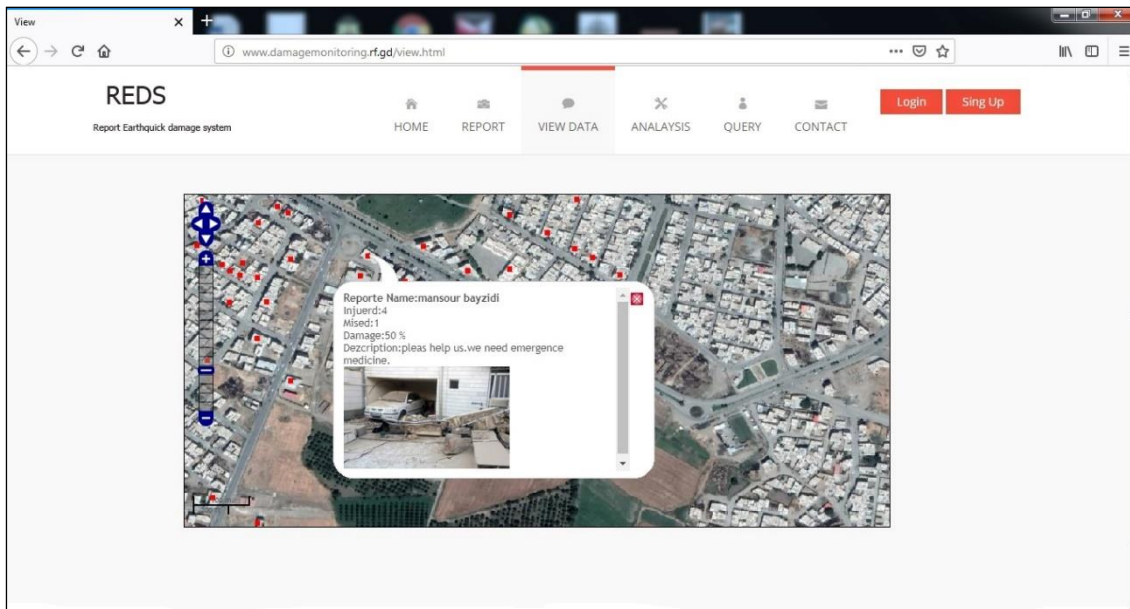 View
www.damagemonitoring.rf.gd/view.html
REDS
Report Earthquick damage system
HOME
REPORT
VIEW DATA
ANALAYSIS
QUERY
CONTACT
Login
Sing Up
Reporte Name:mansour bayzidi
Injuerd:4
Mised:1
Damage:50 %
Dezcription:pleas help us.we need emergence
medicine.